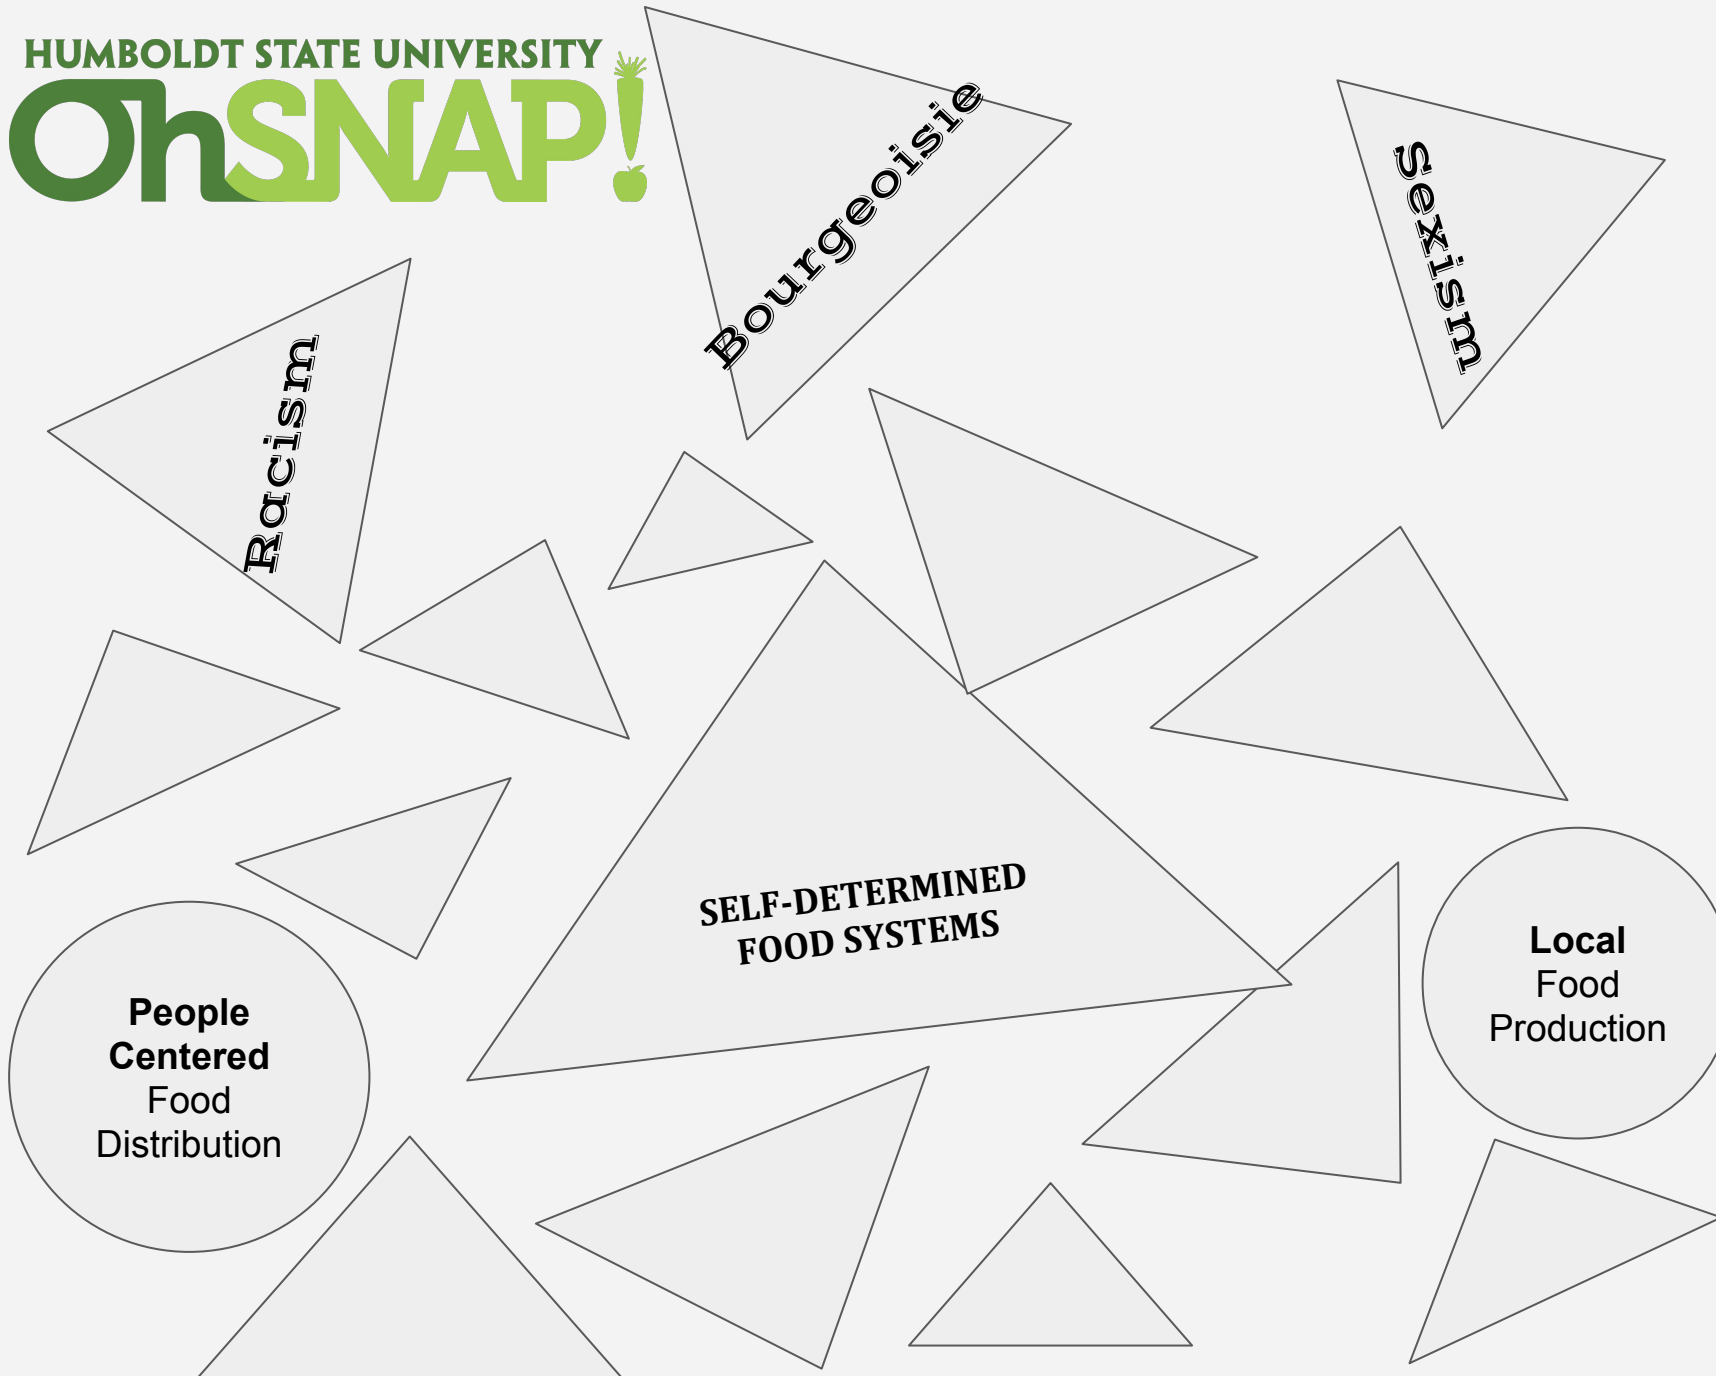 HUMBOLDT STATE UNIVERSITY
OhSNAP!
Bourgeoisie
Sexism
Racism
SELF-DETERMINED
FOOD SYSTEMS
People
Centered
Food
Distribution
Local
Food
Production